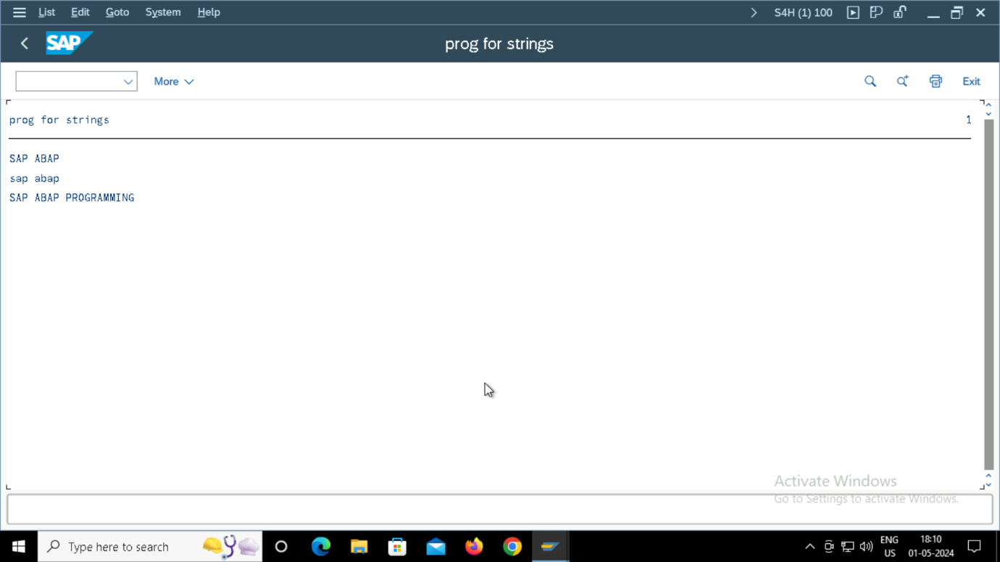 List Edit Goto System Help S4H (1) 100
SAP prog for strings
More Exit
prog for strings 1
SAP ABAP
sap abap
SAP ABAP PROGRAMMING
Activate Windows
Go to Settings to activate Windows.
Type here to search
ENG 18:10
US 01-05-2024